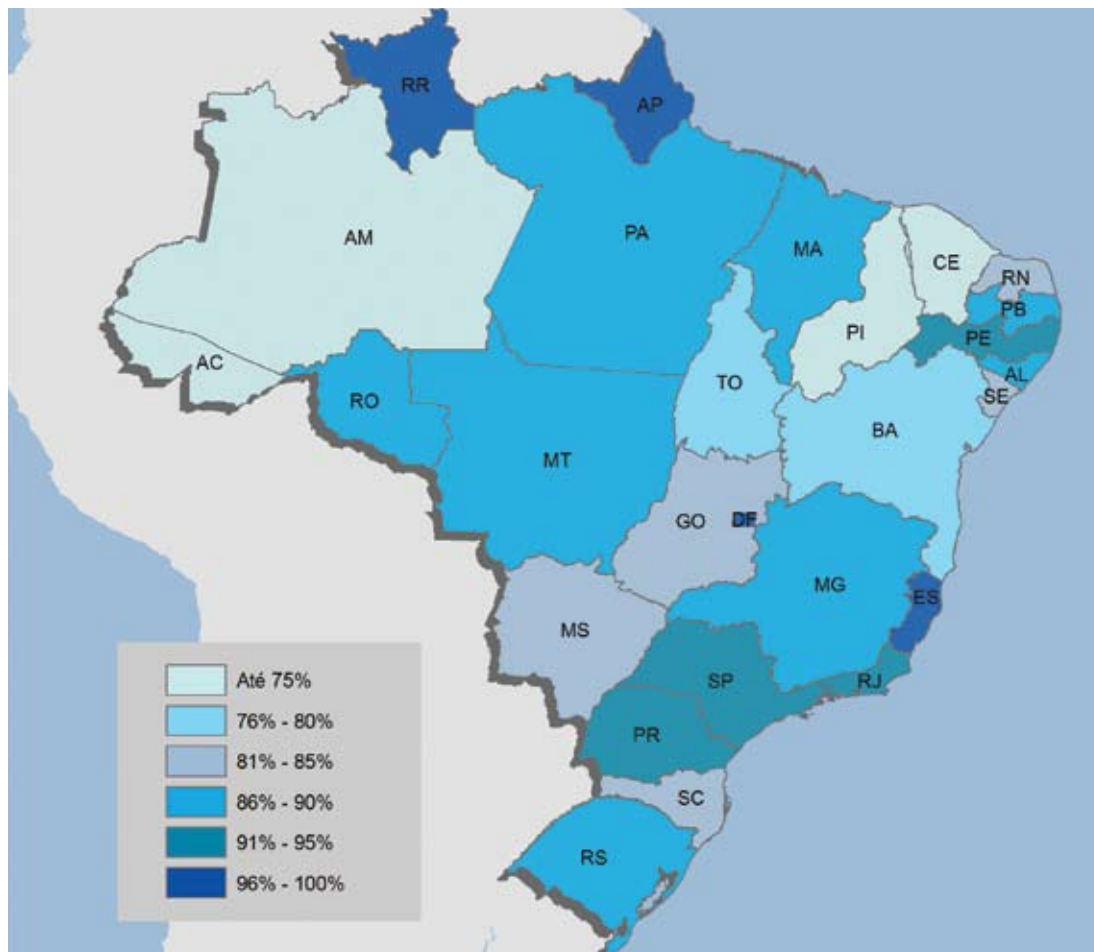 RR
AP
AM
PA
MA
CE
RN
PB
PI
PE
AC
AL
TO
SE
RO
BA
MT
GO
DF
MG
ES
MS
SP
RJ
PR
SC
RS
Até 75%
76% - 80%
81% - 85%
86% - 90%
91% - 95%
96% - 100%